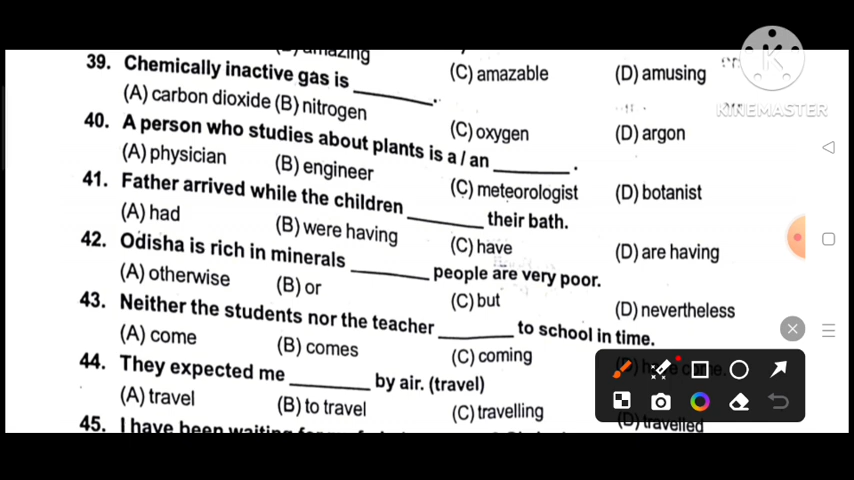 amazing
(C) amazable
(D) amusing
39. Chemically inactive gas is ________.
(A) carbon dioxide (B) nitrogen
(C) oxygen
(D) argon
40. A person who studies about plants is a / an ________.
(A) physician
(B) engineer
(C) meteorologist
(D) botanist
41. Father arrived while the children ________ their bath.
(A) had
(B) were having
(C) have
(D) are having
42. Odisha is rich in minerals ________ people are very poor.
(A) otherwise
(B) or
(C) but
(D) nevertheless
43. Neither the students nor the teacher ________ to school in time.
(A) come
(B) comes
(C) coming
44. They expected me ________ by air. (travel)
(A) travel
(B) to travel
(C) travelling
(D) travelled
45. I have been waiting
K
KINEMASTER